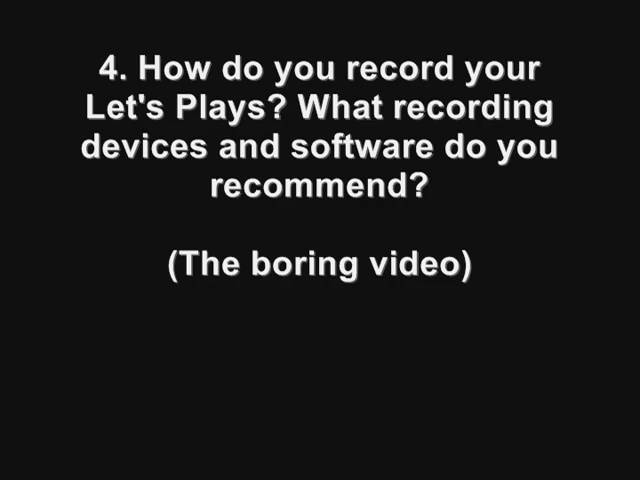 4. How do you record your
Let's Plays? What recording
devices and software do you
recommend?
(The boring video)